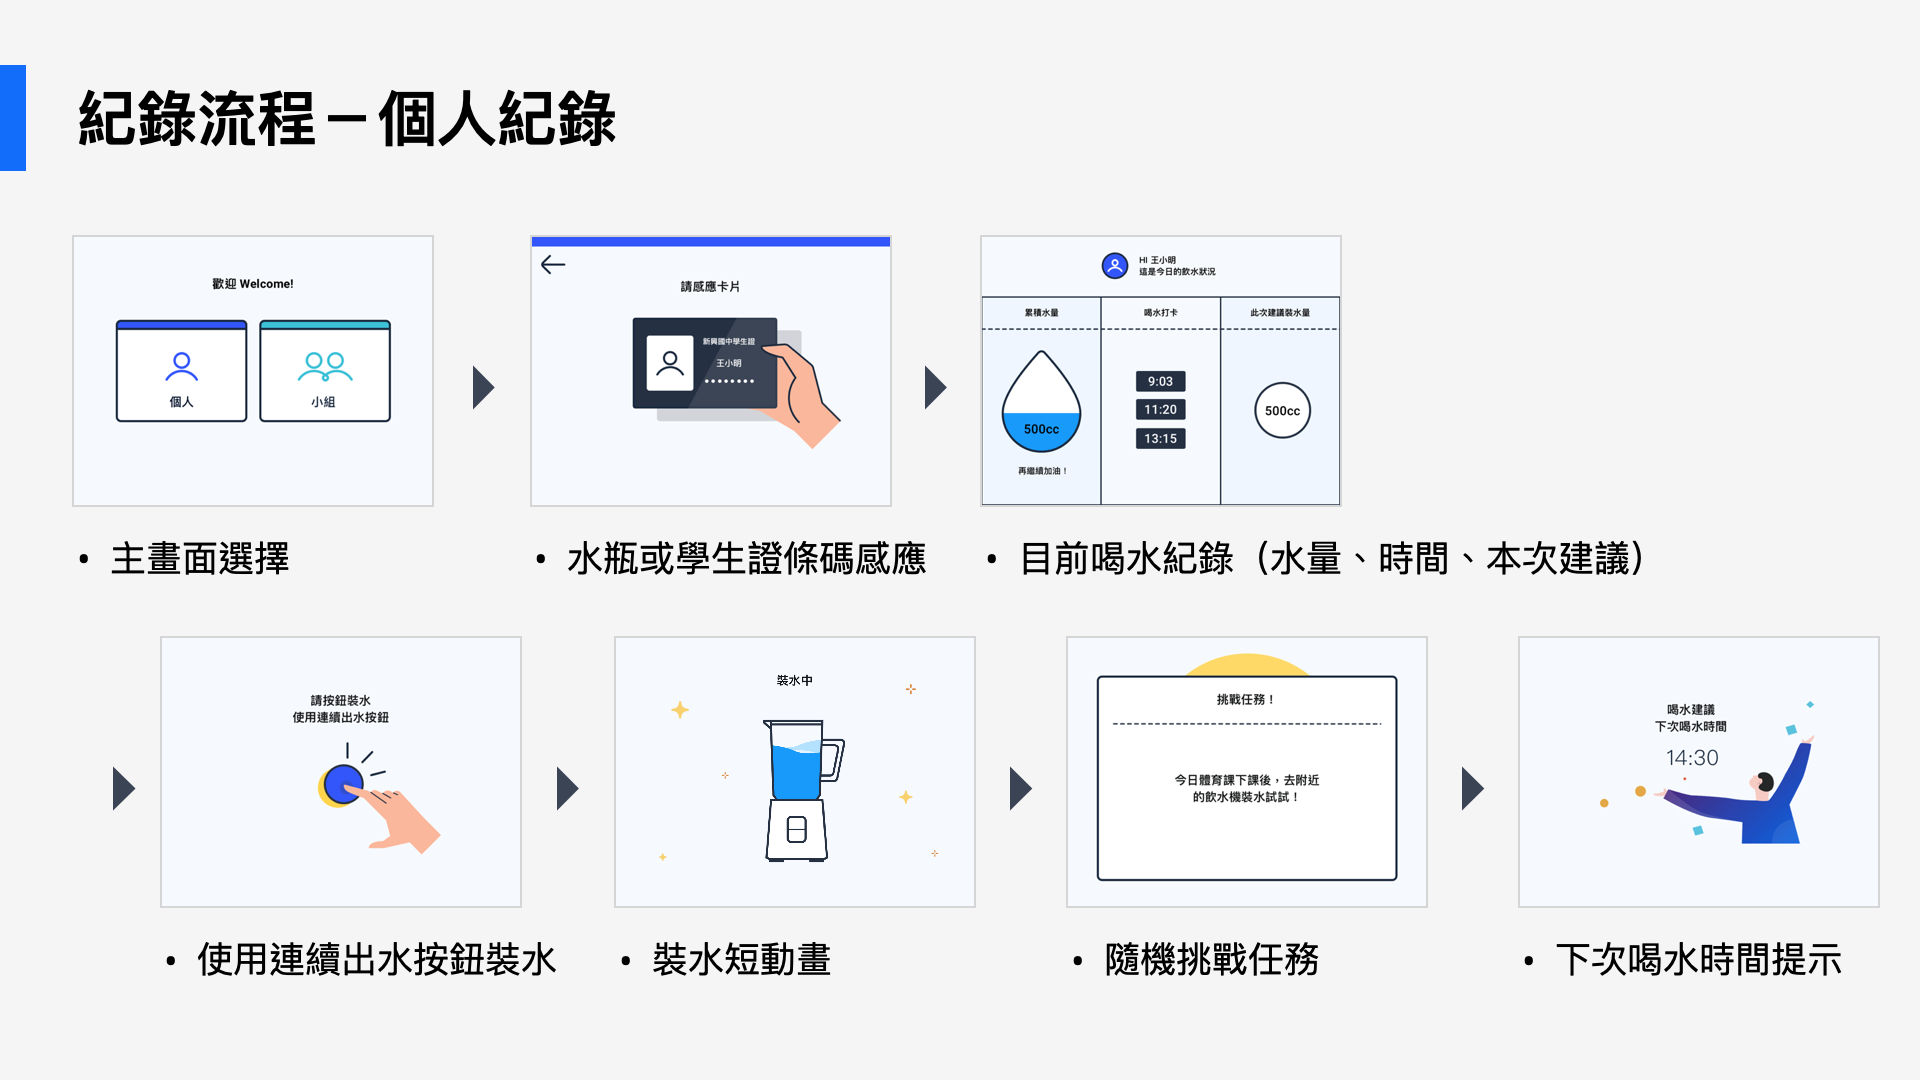 紀錄流程－個人紀錄
歡迎 Welcome!
個人
小組
請感應卡片
新興國中學生證
王小明
HI 王小明
這是今日的飲水狀況
累積水量
喝水打卡
此次建議裝水量
500cc
再繼續加油！
9:03
11:20
13:15
500cc
• 主畫面選擇
• 水瓶或學生證條碼感應
• 目前喝水紀錄（水量、時間、本次建議）
請按鈕裝水
使用連續出水按鈕
裝水中
挑戰任務！
今日體育課下課後，去附近
的飲水機裝水試試！
喝水建議
下次喝水時間
14:30
• 使用連續出水按鈕裝水
• 裝水短動畫
• 隨機挑戰任務
• 下次喝水時間提示